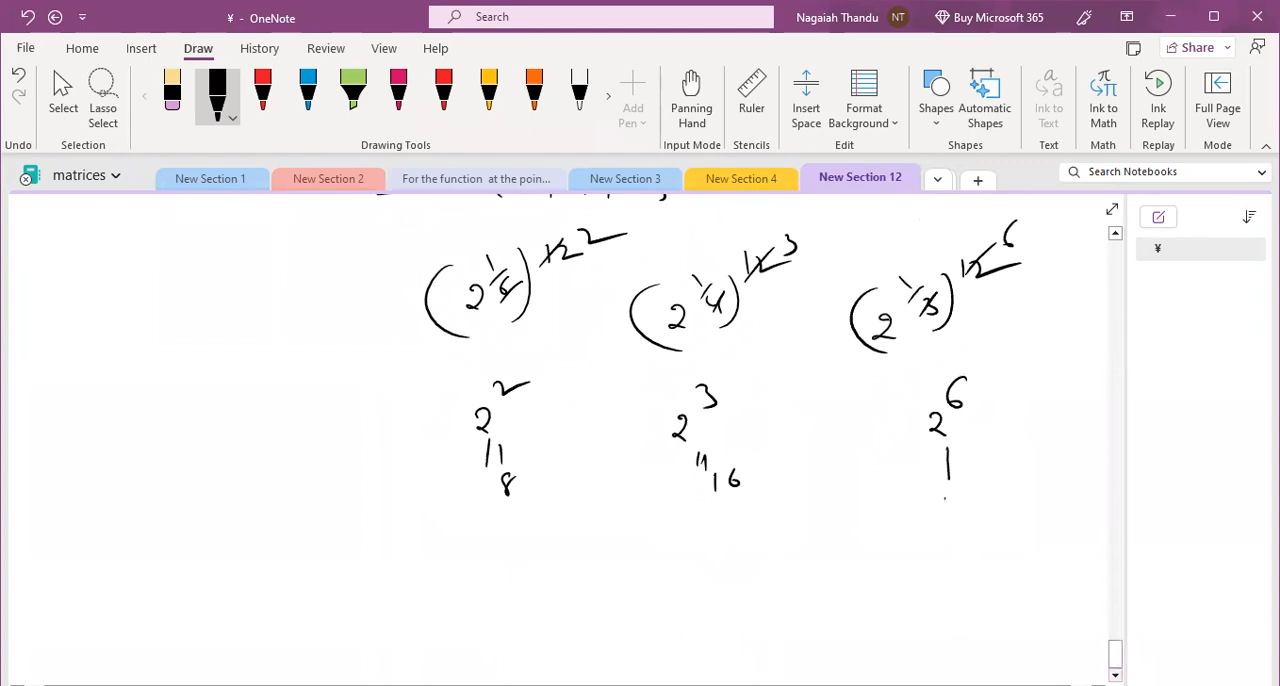 ¥ - OneNote
Search
Nagaiah Thandu NT
Buy Microsoft 365
File Home Insert Draw History Review View Help
Share
Undo
Select
Lasso Select
Selection
Drawing Tools
Add Pen
Panning Hand
Input Mode
Ruler
Stencils
Insert Space
Format Background
Edit
Shapes
Automatic Shapes
Shapes
Ink to Text
Text
Ink to Math
Math
Ink Replay
Replay
Full Page View
Mode
matrices
New Section 1
New Section 2
For the function at the poin...
New Section 3
New Section 4
New Section 12
Search Notebooks
¥
(2^{1/6})^{12} 2 (2^{1/4})^{12} 3 (2^{1/3})^{12} 6
2^2 2^3 2^6
8 16